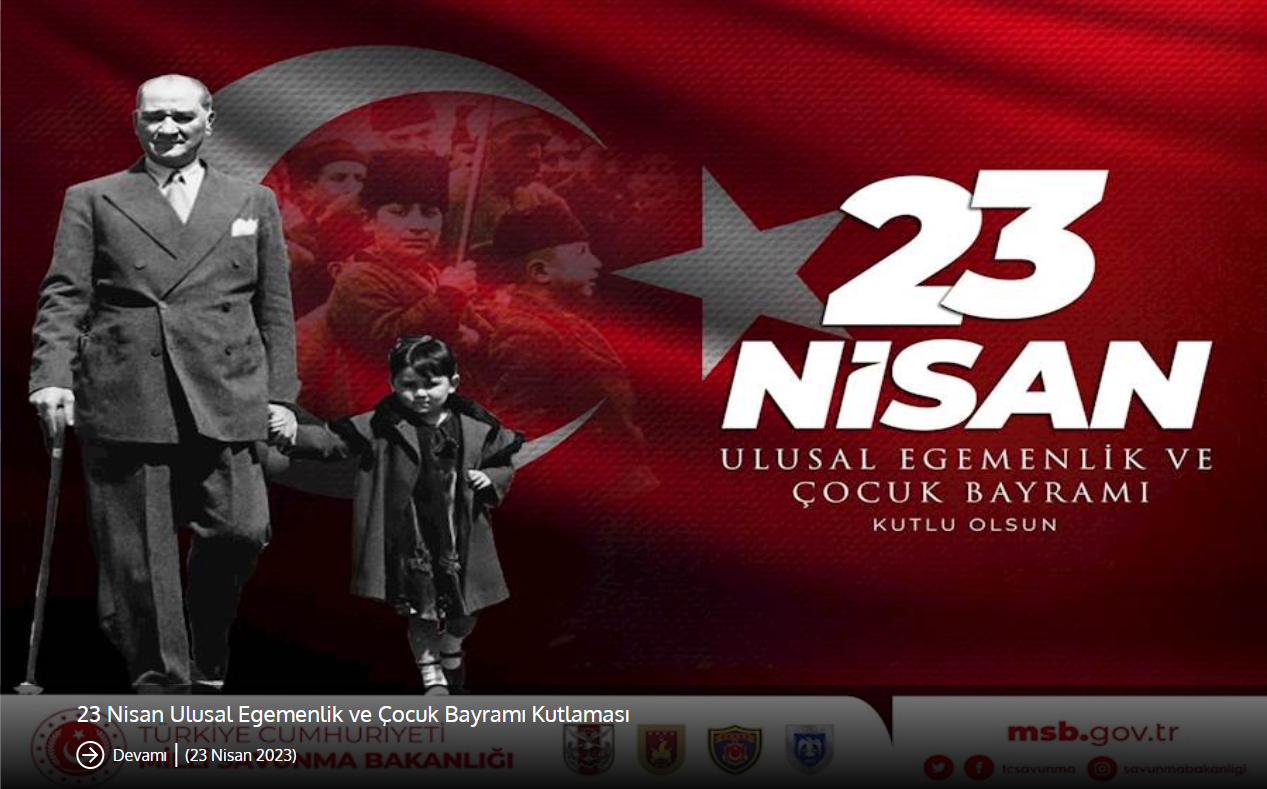 23
NİSAN
ULUSAL EGEMENLİK VE
ÇOCUK BAYRAMI
KUTLU OLSUN
23 Nisan Ulusal Egemenlik ve Çocuk Bayramı Kutlaması
TÜRKİYE CUMHURİYETİ
MİLLÎ SAVUNMA BAKANLIĞI
Devamı | (23 Nisan 2023)
msb.gov.tr
tcsavunma
savunmabakanligi